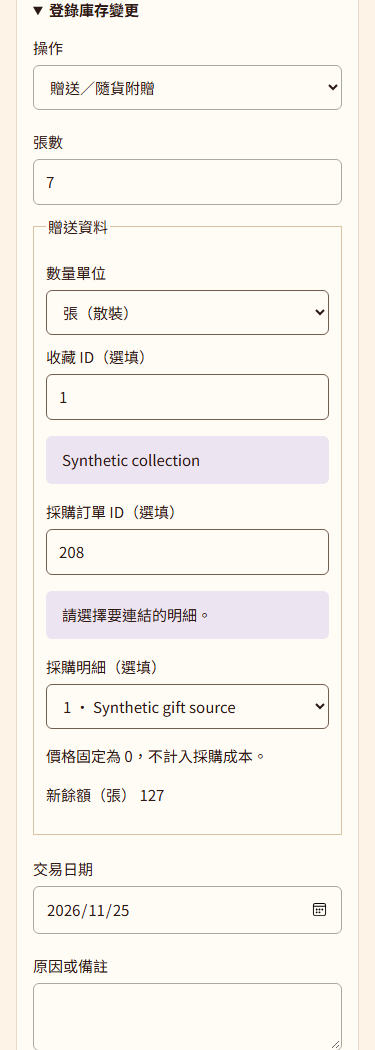 ▼ 登錄庫存變更
操作
贈送／隨貨附贈
張數
7
贈送資料
數量單位
張（散裝）
收藏 ID（選填）
1
Synthetic collection
採購訂單 ID（選填）
208
請選擇要連結的明細。
採購明細（選填）
1 · Synthetic gift source
價格固定為 0，不計入採購成本。
新餘額（張） 127
交易日期
2026/11/25
原因或備註